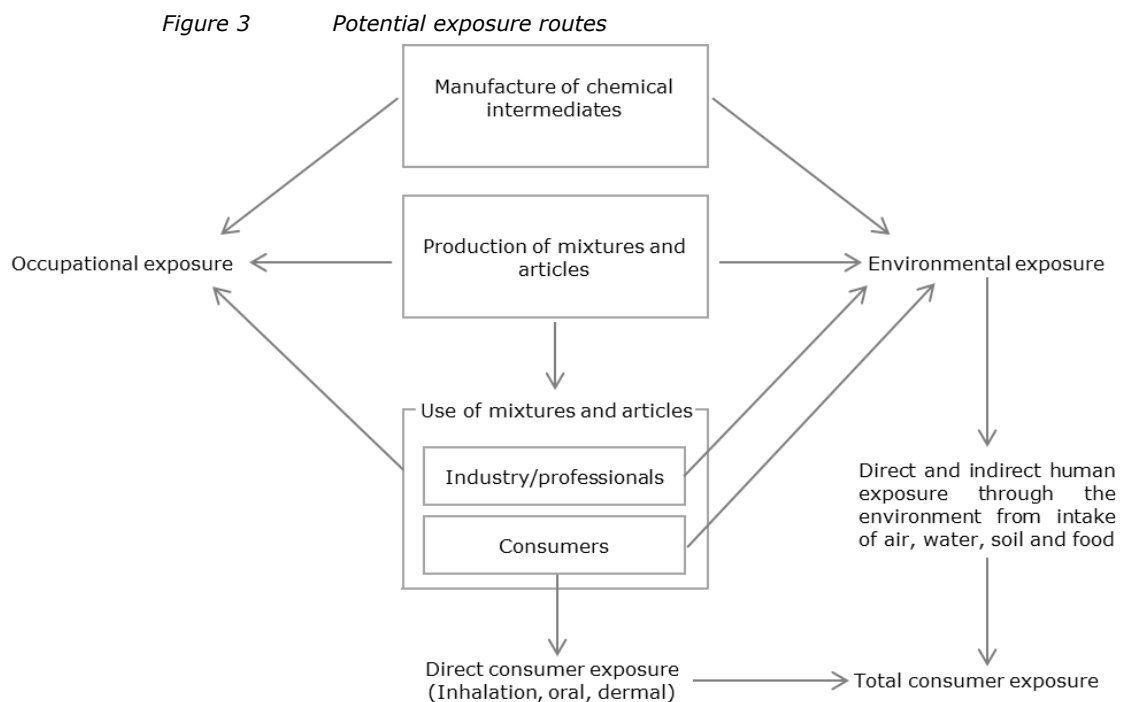 Figure 3 Potential exposure routes
Manufacture of chemical
intermediates
Production of mixtures and
articles
Occupational exposure
Environmental exposure
Use of mixtures and articles
Industry/professionals
Consumers
Direct and indirect human
exposure through the
environment from intake
of air, water, soil and food
Direct consumer exposure
(Inhalation, oral, dermal)
Total consumer exposure